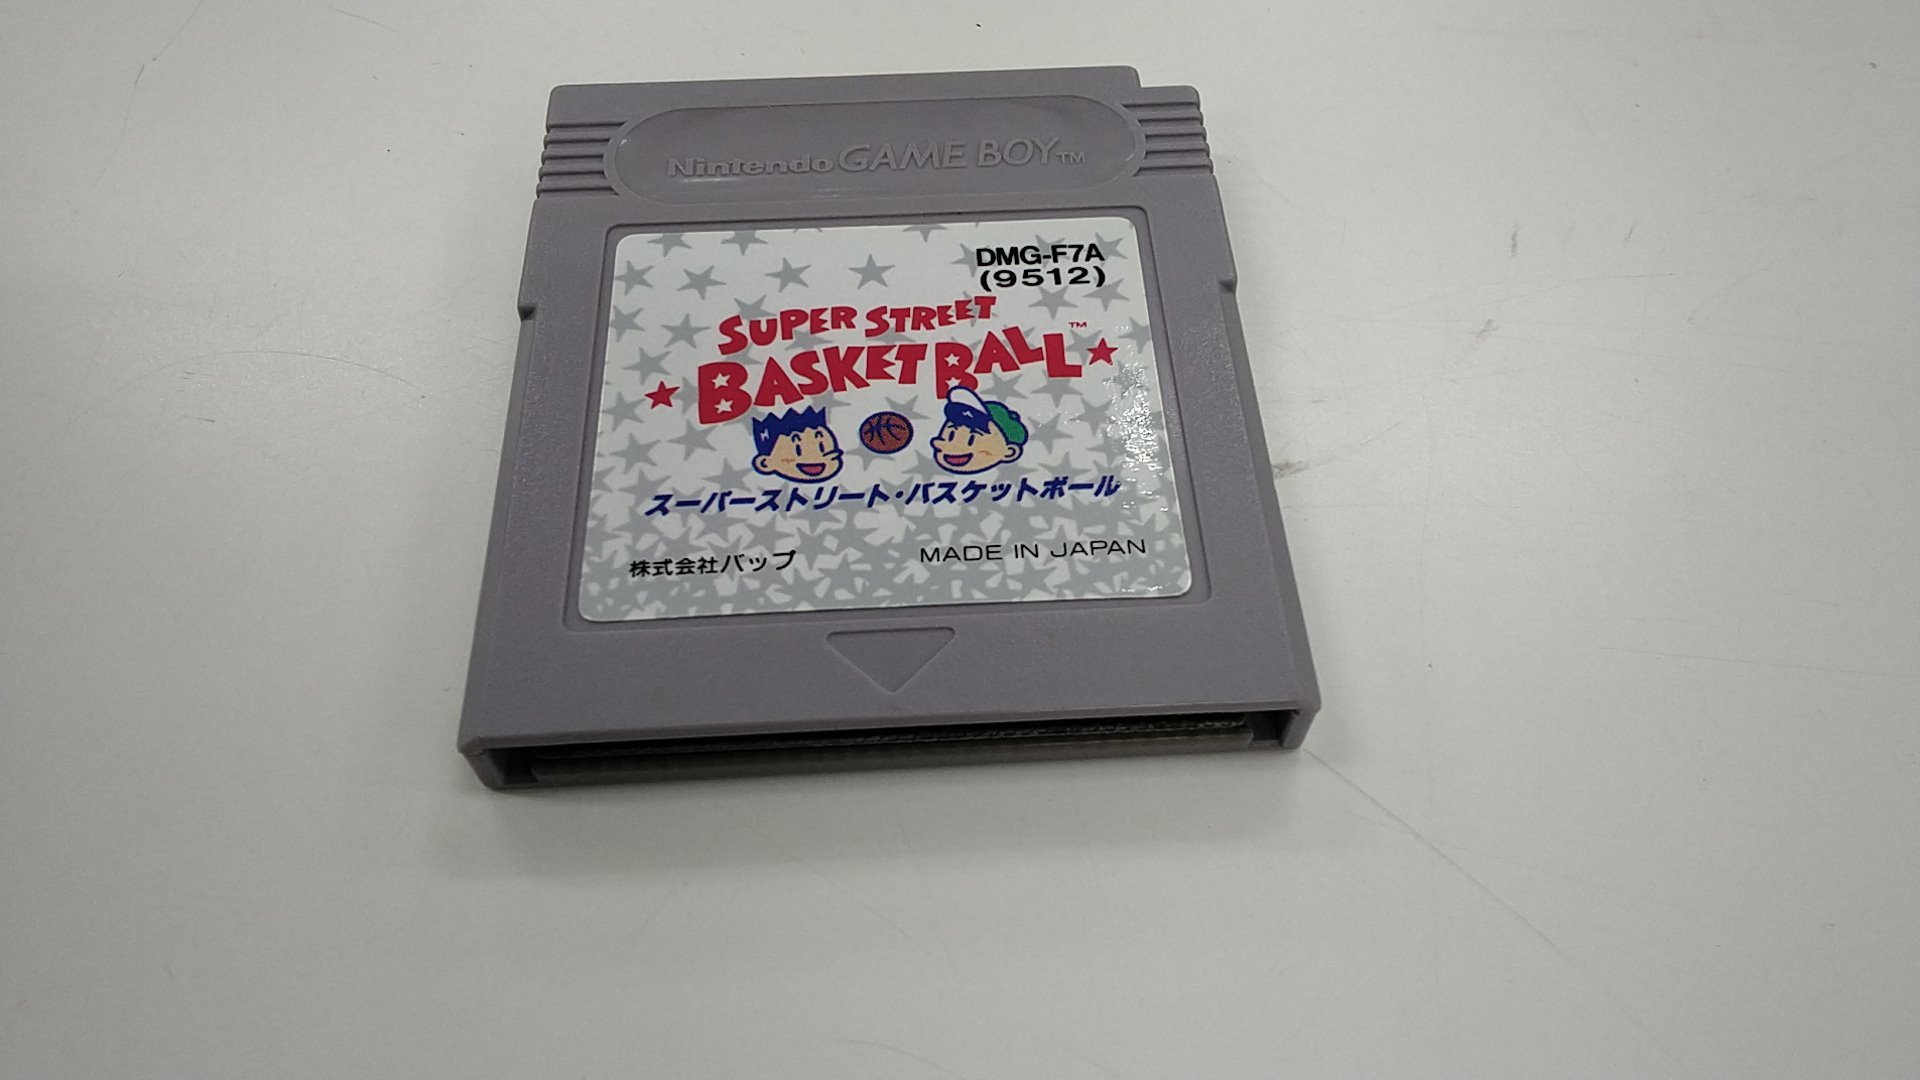 Nintendo GAME BOY™
DMG-F7A
(9512)
SUPER STREET
BASKETBALL™
スーパーストリート・バスケットボール
株式会社バップ
MADE IN JAPAN